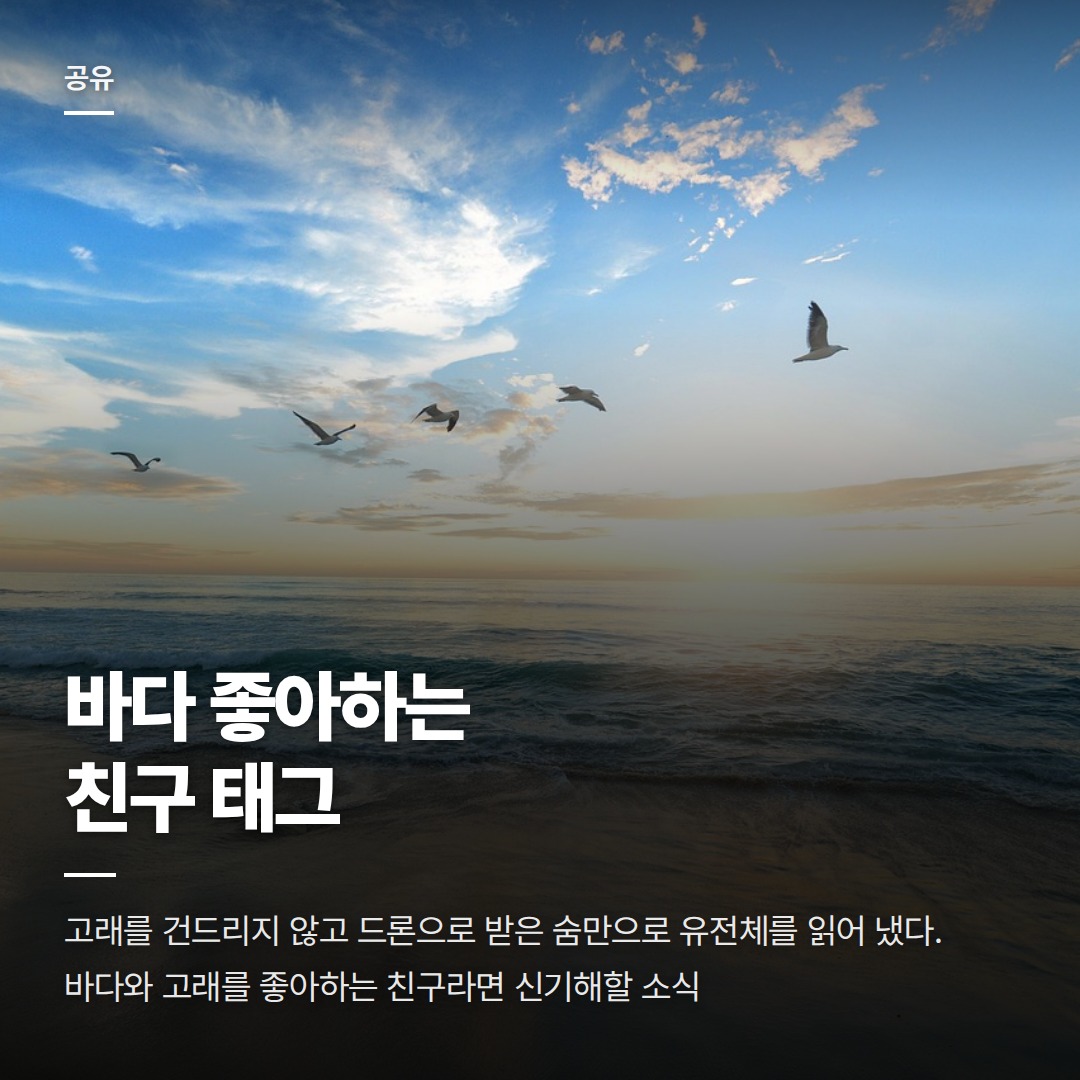 공유
바다 좋아하는
친구 태그
고래를 건드리지 않고 드론으로 받은 숨만으로 유전체를 읽어 냈다.
바다와 고래를 좋아하는 친구라면 신기해할 소식